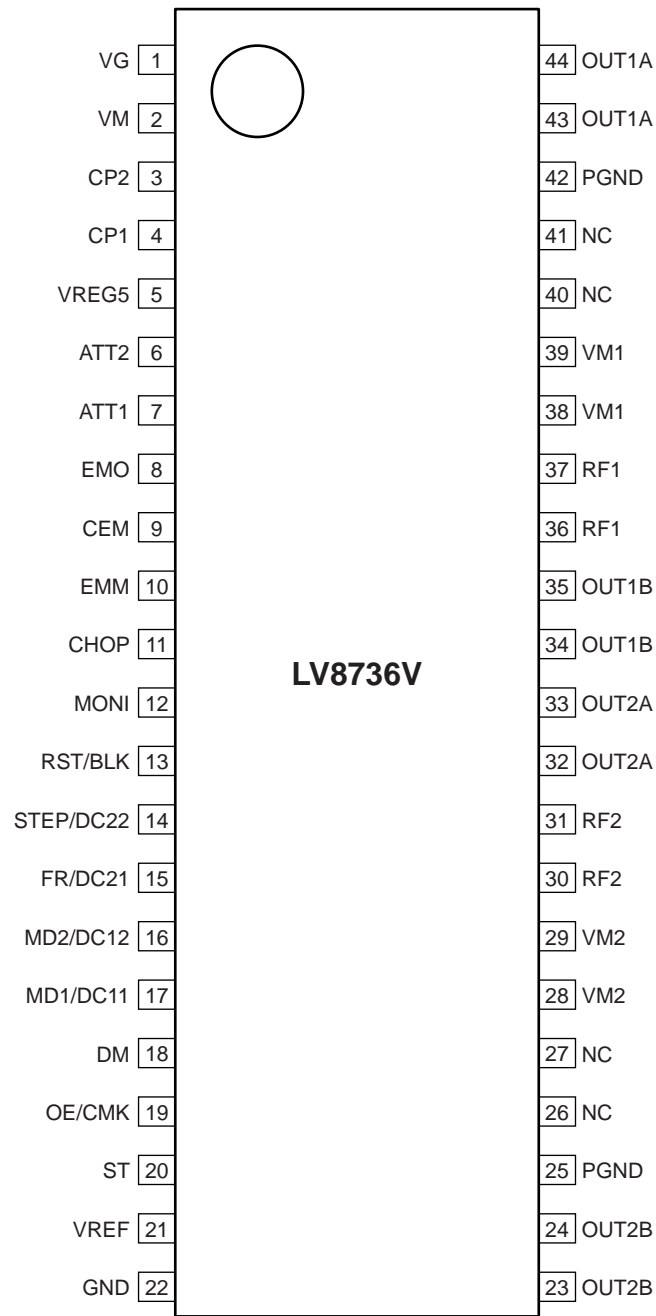 VG 1 44 OUT1A
VM 2 43 OUT1A
CP2 3 42 PGND
CP1 4 41 NC
VREG5 5 40 NC
ATT2 6 39 VM1
ATT1 7 38 VM1
EMO 8 37 RF1
CEM 9 36 RF1
EMM 10 35 OUT1B
CHOP 11 34 OUT1B
LV8736V
MONI 12 33 OUT2A
RST/BLK 13 32 OUT2A
STEP/DC22 14 31 RF2
FR/DC21 15 30 RF2
MD2/DC12 16 29 VM2
MD1/DC11 17 28 VM2
DM 18 27 NC
OE/CMK 19 26 NC
ST 20 25 PGND
VREF 21 24 OUT2B
GND 22 23 OUT2B